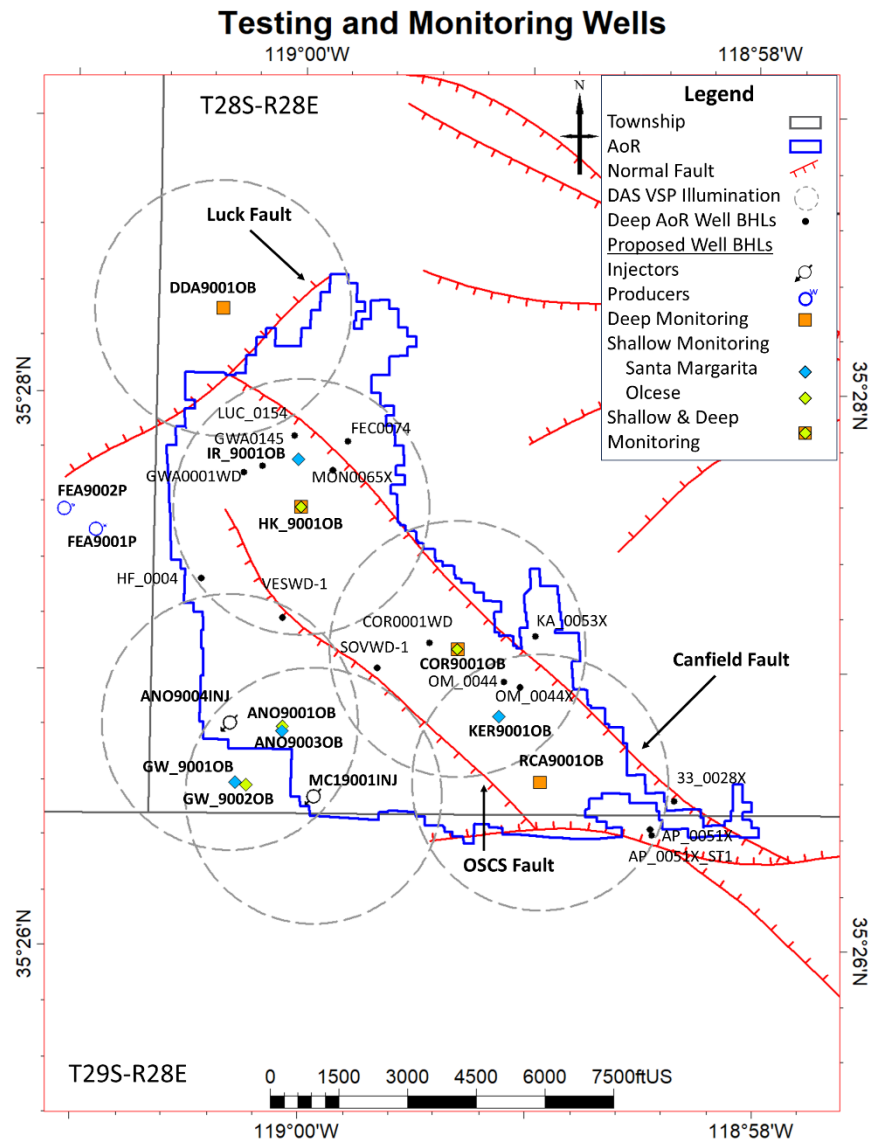 Testing and Monitoring Wells
119°00'W
118°58'W
T28S-R28E
N
Legend
Township
AoR
Normal Fault
DAS VSP Illumination
Deep AoR Well BHLs
Proposed Well BHLs
Injectors
Producers
W
Deep Monitoring
Shallow Monitoring
Santa Margarita
Olcese
Shallow & Deep
Monitoring
Luck Fault
DDA9001OB
35°28'N
35°28'N
LUC_0154
GWA0145
FEC0074
IR_9001OB
GWA0001WD
MON0065X
FEA9002P
HK_9001OB
FEA9001P
HF_0004
VESWD-1
COR0001WD
KA_0053X
SOVWD-1
COR9001OB
OM_0044
OM_0044X
Canfield Fault
ANO9004INJ
ANO9001OB
ANO9003OB
KER9001OB
GW_9001OB
MC19001INJ
RCA9001OB
GW_9002OB
33_0028X
AP_0051X
AP_0051X_ST1
OSCS Fault
35°26'N
35°26'N
T29S-R28E
0 1500 3000 4500 6000 7500ftUS
119°00'W
118°58'W